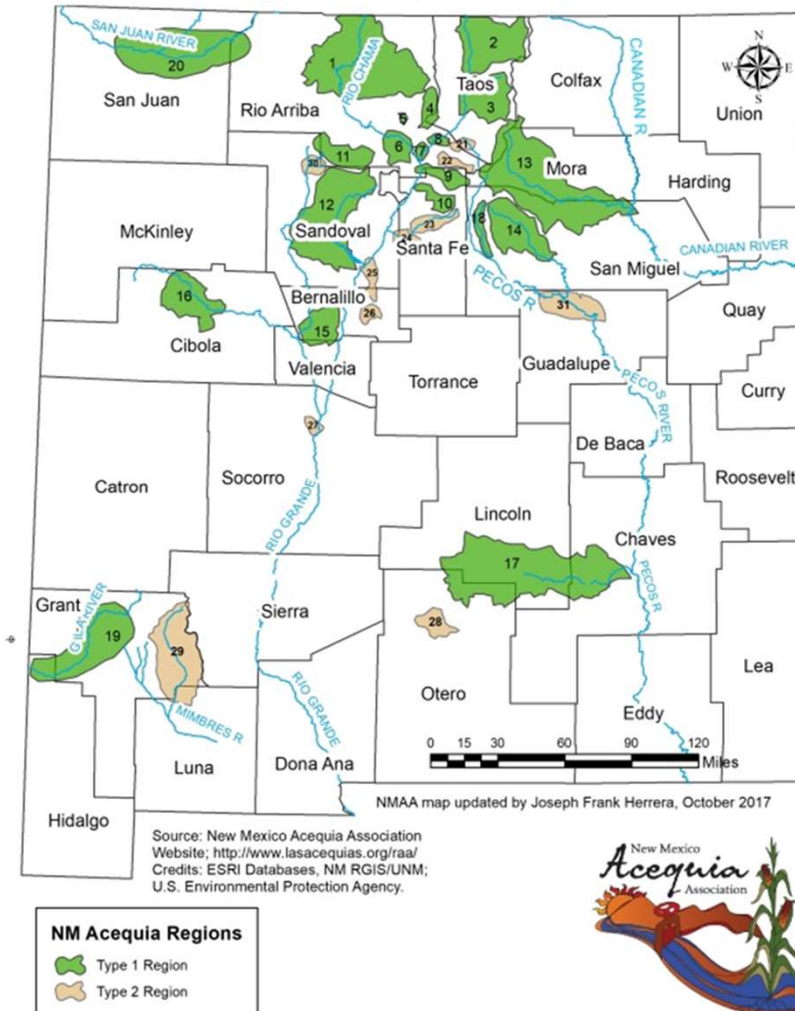 SAN JUAN RIVER
20
San Juan
1
RIO CHAMA
Rio Arriba
2
Taos
3
4
5
CANADIAN R
Colfax
N
W
E
S
Union
6
7
8
21
22
9
11
30
12
Sandoval
10
23
24
Santa Fe
13
Mora
Harding
18
14
San Miguel
CANADIAN RIVER
McKinley
PECOS R
16
Cibola
Bernalillo
25
26
15
Valencia
31
Guadalupe
Quay
Torrance
Curry
PECOS RIVER
27
De Baca
Catron
Socorro
Roosevelt
RIO GRANDE
Lincoln
17
Chaves
PECOS R
Grant
GILA RIVER
19
29
Sierra
28
Otero
Lea
MIMBRES R
RIO GRANDE
Eddy
Luna
Dona Ana
0 15 30 60 90 120
Miles
Hidalgo
NMAA map updated by Joseph Frank Herrera, October 2017
Source: New Mexico Acequia Association
Website; http://www.lasacequias.org/raa/
Credits: ESRI Databases, NM RGIS/UNM;
U.S. Environmental Protection Agency.
New Mexico
Acequia
Association
NM Acequia Regions
Type 1 Region
Type 2 Region